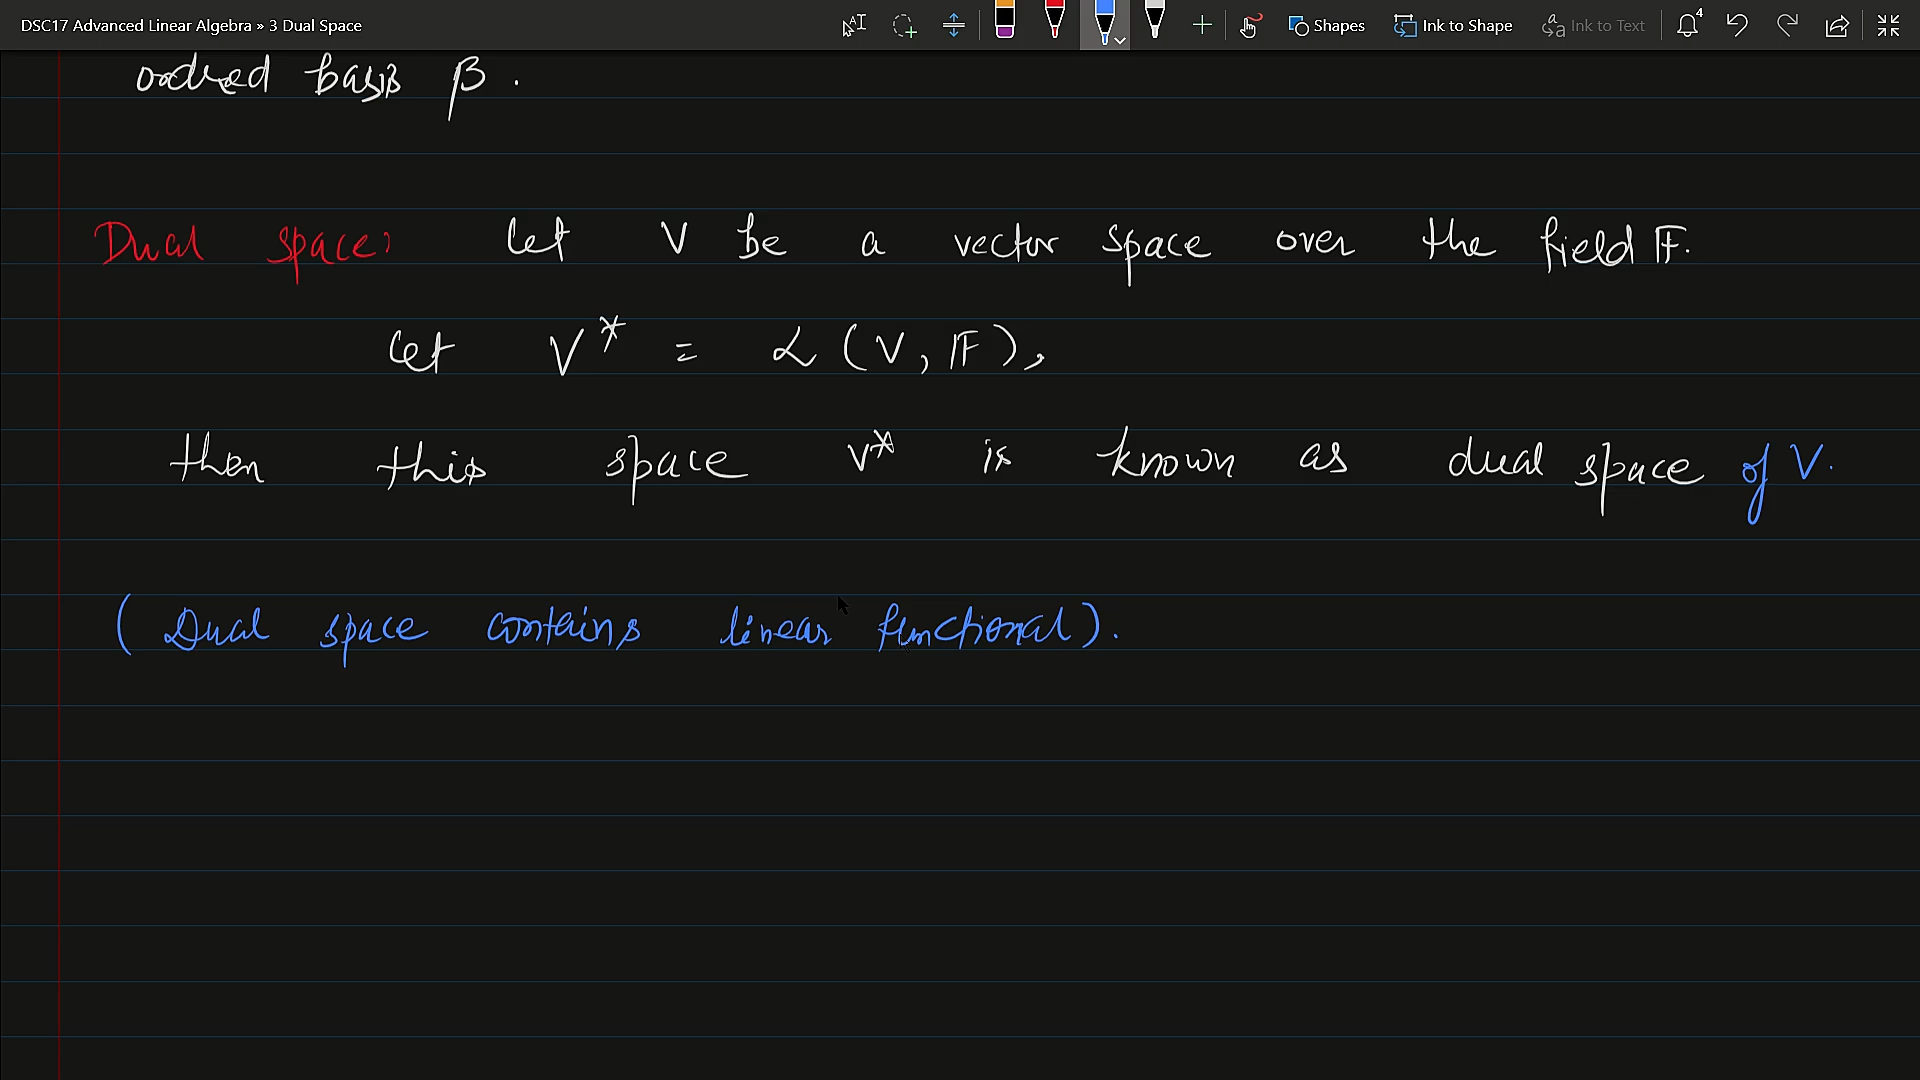 DSC17 Advanced Linear Algebra » 3 Dual Space
Shapes Ink to Shape Ink to Text 4
ordered basis β.
Dual space: Let V be a vector space over the field 𝔽.
Let V* = ℒ(V, 𝔽),
then this space V* is known as dual space of V.
(Dual space contains linear functional).